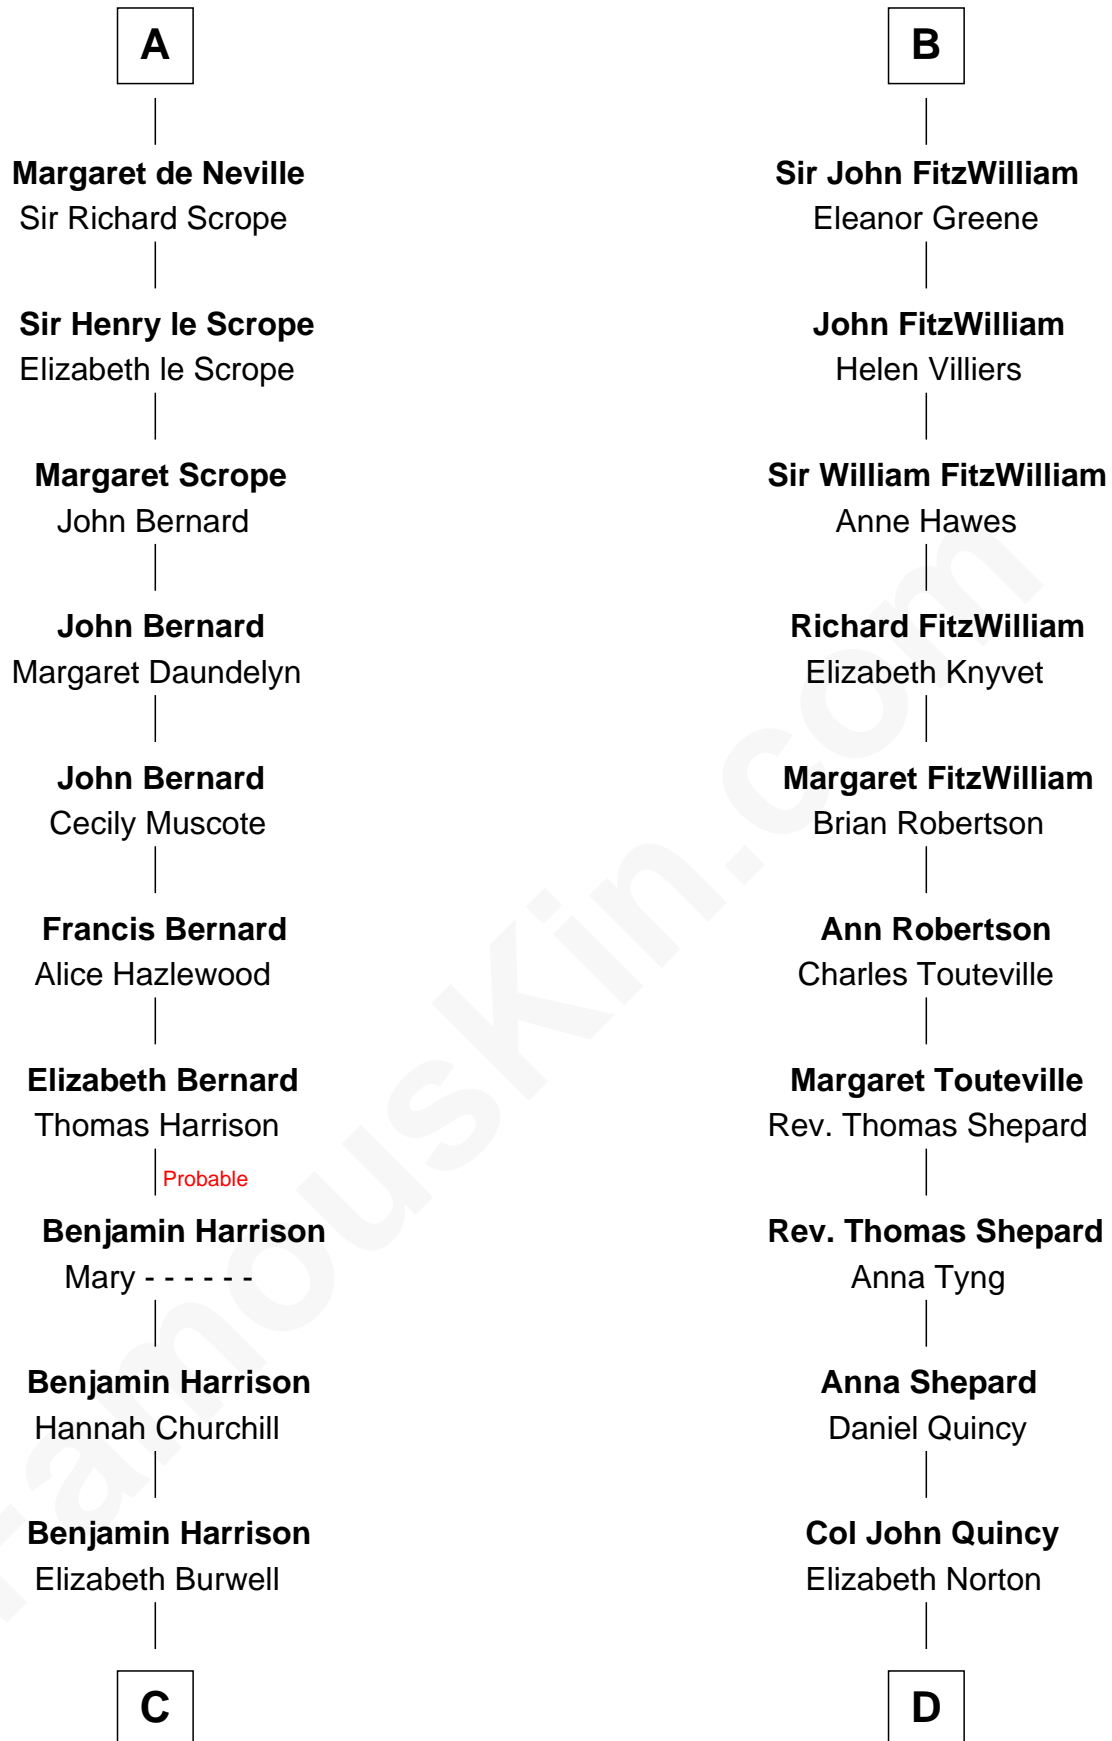 A
Margaret de Neville
Sir Richard Scrope
Sir Henry le Scrope
Elizabeth le Scrope
Margaret Scrope
John Bernard
John Bernard
Margaret Daundelyn
John Bernard
Cecily Muscote
Francis Bernard
Alice Hazlewood
Elizabeth Bernard
Thomas Harrison
Probable
Benjamin Harrison
Mary - - - - - -
Benjamin Harrison
Hannah Churchill
Benjamin Harrison
Elizabeth Burwell
C
B
Sir John FitzWilliam
Eleanor Greene
John FitzWilliam
Helen Villiers
Sir William FitzWilliam
Anne Hawes
Richard FitzWilliam
Elizabeth Knyvet
Margaret FitzWilliam
Brian Robertson
Ann Robertson
Charles Touteville
Margaret Touteville
Rev. Thomas Shepard
Rev. Thomas Shepard
Anna Tyng
Anna Shepard
Daniel Quincy
Col John Quincy
Elizabeth Norton
D
FamousKin.com